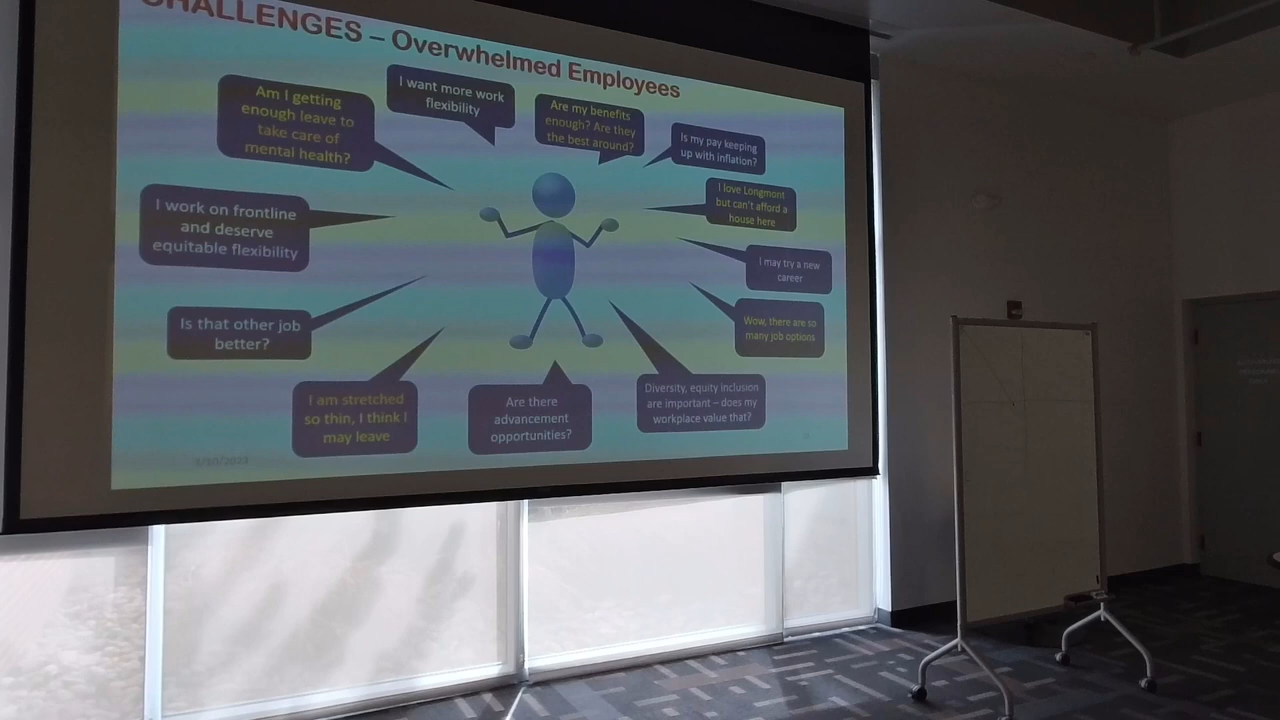 CHALLENGES – Overwhelmed Employees
Am I getting
enough leave to
take care of
mental health?
I want more work
flexibility
Are my benefits
enough? Are they
the best around?
Is my pay keeping
up with inflation?
I work on frontline
and deserve
equitable flexibility
I love Longmont
but can't afford a
house here
I may try a new
career
Is that other job
better?
Wow, there are so
many job options
I am stretched
so thin, I think I
may leave
Are there
advancement
opportunities?
Diversity, equity inclusion
are important – does my
workplace value that?